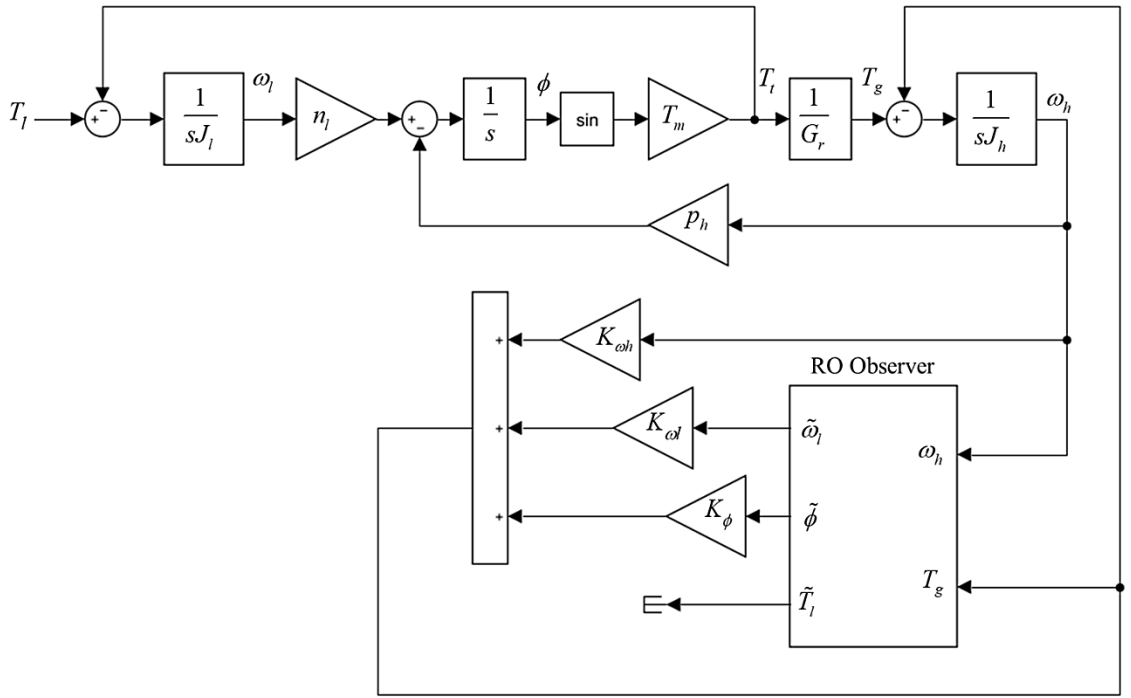 T_l
+
-
1
sJ_l
ω_l
n_l
+
-
1
s
ϕ
sin
T_m
T_t
1
G_r
T_g
+
-
1
sJ_h
ω_h
p_h
+
K_ωh
RO Observer
+
K_ωl
ω̃_l
ω_h
+
K_ϕ
ϕ̃
T_g
T̃_l